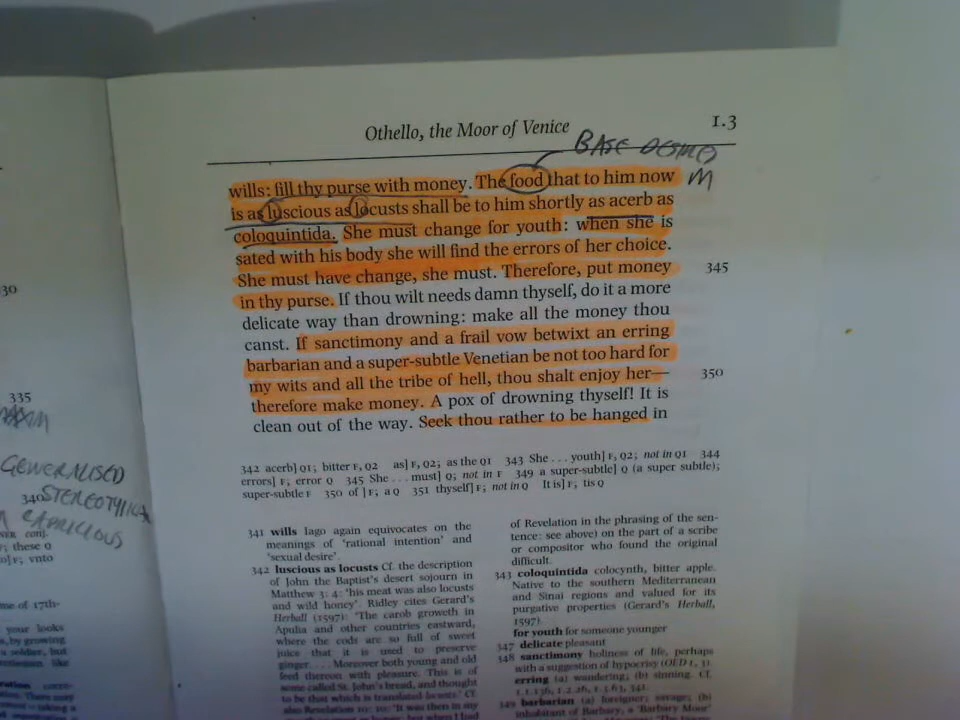 Othello, the Moor of Venice
1.3
BASE DESIRES
wills: fill thy purse with money. The food that to him now
is as luscious as locusts shall be to him shortly as acerb as
coloquintida. She must change for youth: when she is
sated with his body she will find the errors of her choice.
She must have change, she must. Therefore, put money
345
in thy purse. If thou wilt needs damn thyself, do it a more
delicate way than drowning: make all the money thou
canst. If sanctimony and a frail vow betwixt an erring
barbarian and a super-subtle Venetian be not too hard for
my wits and all the tribe of hell, thou shalt enjoy her—
350
therefore make money. A pox of drowning thyself! It is
clean out of the way. Seek thou rather to be hanged in
342 acerb] Q1; bitter F, Q2 as] F, Q2; as the Q1 343 She . . . youth] F, Q2; not in Q1 344
errors] F; error Q 345 She . . . must] Q; not in F 349 a super-subtle] Q (a super subtle);
super-subtle F 350 of ] F; a Q 351 thyself] F; not in Q It is] F; tis Q
341 wills Iago again equivocates on the
meanings of 'rational intention' and
'sexual desire'.
342 luscious as locusts Cf. the description
of John the Baptist's desert sojourn in
Matthew 3: 4: 'his meat was also locusts
and wild honey'. Ridley cites Gerard's
Herball (1597): 'The carob groweth in
Apulia and other countries eastward,
where the cods are so full of sweet
juice that it is used to preserve
ginger. . . . Moreover both young and old
feed thereon with pleasure. This is of
some called St. John's bread, and thought
to be that which is translated locusts.' Cf.
also Revelation 10: 10: 'It was then in my
of Revelation in the phrasing of the sen-
tence: see above) on the part of a scribe
or compositor who found the original
difficult.
343 coloquintida colocynth, bitter apple.
Native to the southern Mediterranean
and Sinai regions and valued for its
purgative properties (Gerard's Herball,
1597).
for youth for someone younger
347 delicate pleasant
348 sanctimony holiness of life, perhaps
with a suggestion of hypocrisy (OED 1, 3)
erring (a) wandering; (b) sinning. Cf.
1.1.136, 1.2.26, 1.1.63, 341.
349 barbarian (a) foreigner; savage; (b)
inhabitant of Barbary, a 'Barbary Moor'
30
335
GENERALISED
340
CAPRICIOUS
conj.
; these Q
o] F; vnto
me of 17th-
your looks
s, by growing
a soldier, but